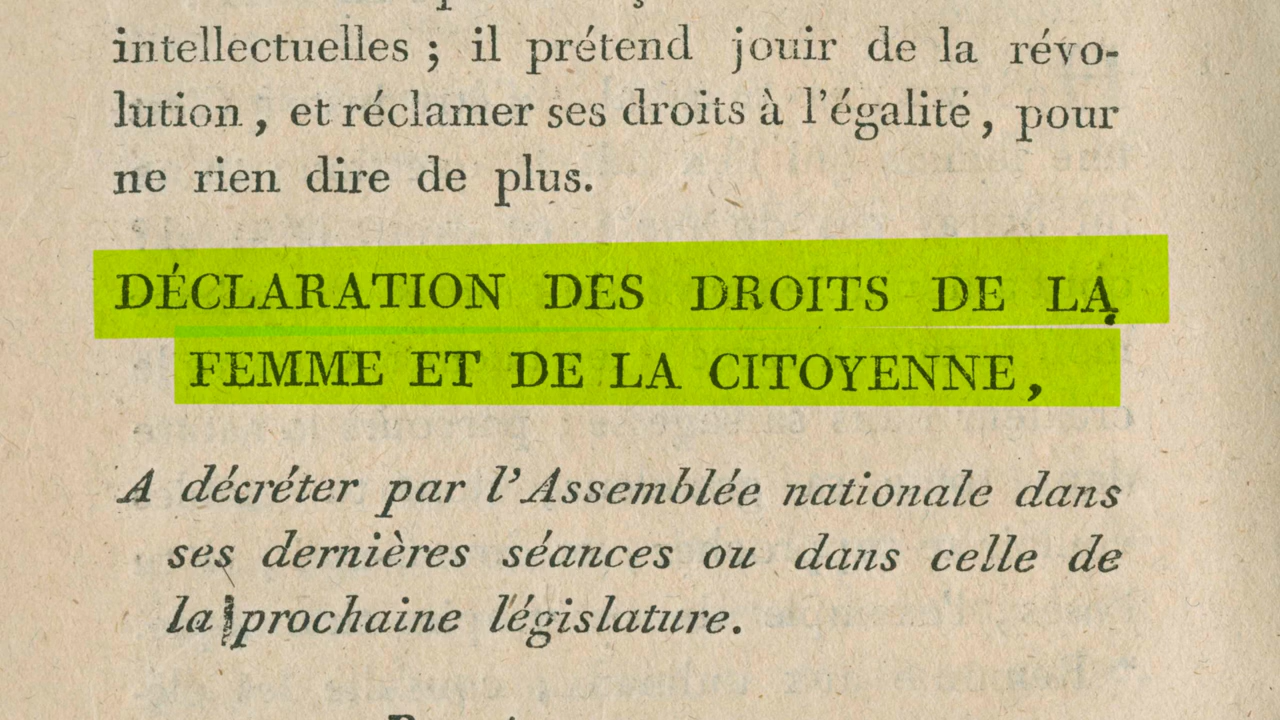 intellectuelles ; il prétend jouir de la révo-
lution, et réclamer ses droits à l'égalité, pour
ne rien dire de plus.
DÉCLARATION DES DROITS DE LA
FEMME ET DE LA CITOYENNE,
A décréter par l'Assemblée nationale dans
ses dernières séances ou dans celle de
la prochaine législature.